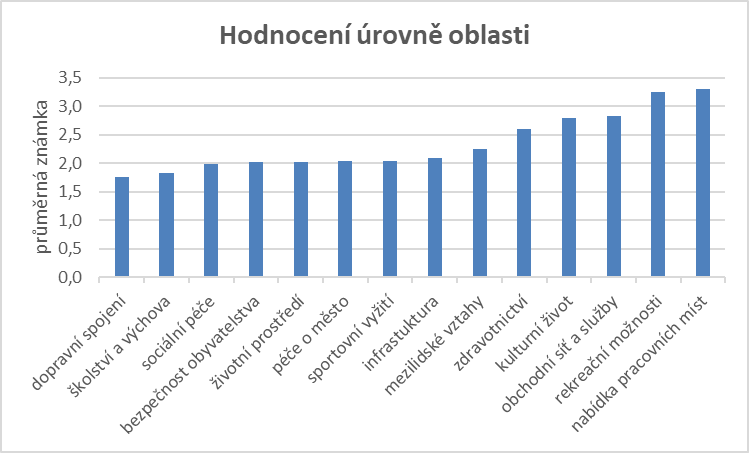 Hodnocení úrovně oblasti
průměrná známka
3,5
3,0
2,5
2,0
1,5
1,0
0,5
0,0
dopravní spojení
školství a výchova
sociální péče
bezpečnost obyvatelstva
životní prostředí
péče o město
sportovní vyžití
infrastuktura
mezilidské vztahy
zdravotnictví
kulturní život
obchodní síť a služby
rekreační možnosti
nabídka pracovních míst